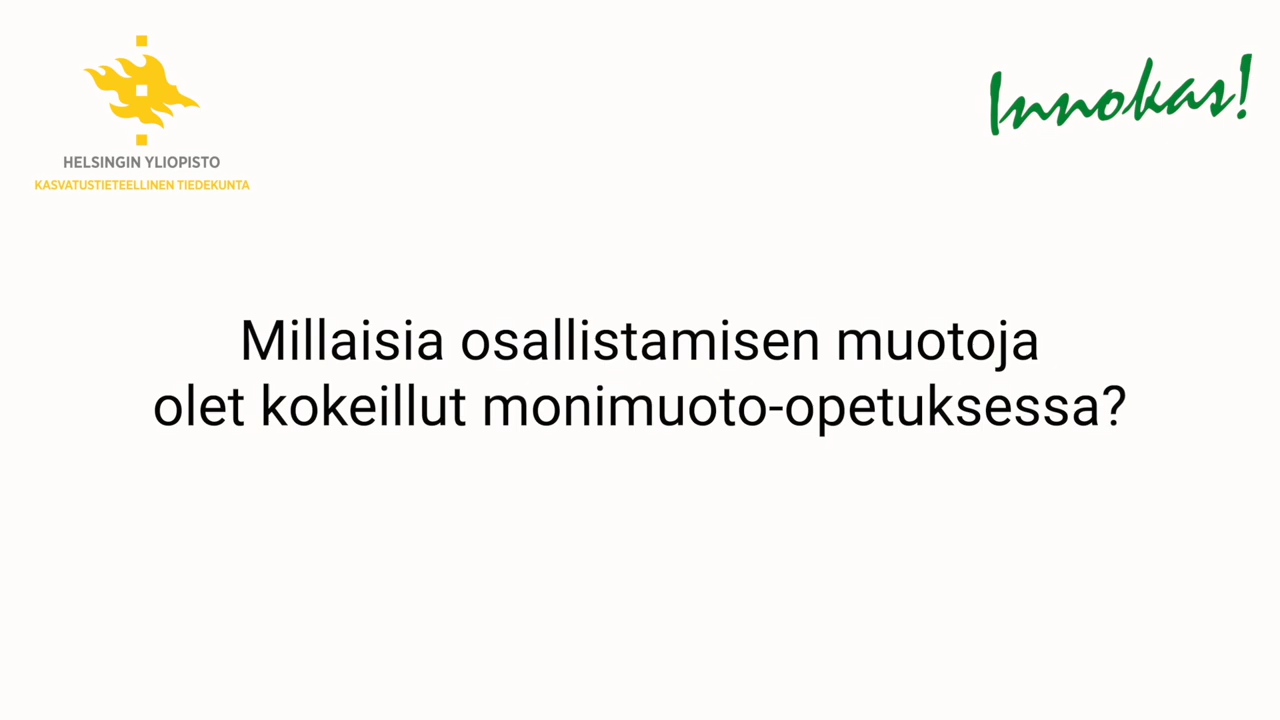 HELSINGIN YLIOPISTO
KASVATUSTIETEELLINEN TIEDEKUNTA
Innokas!
Millaisia osallistamisen muotoja
olet kokeillut monimuoto-opetuksessa?